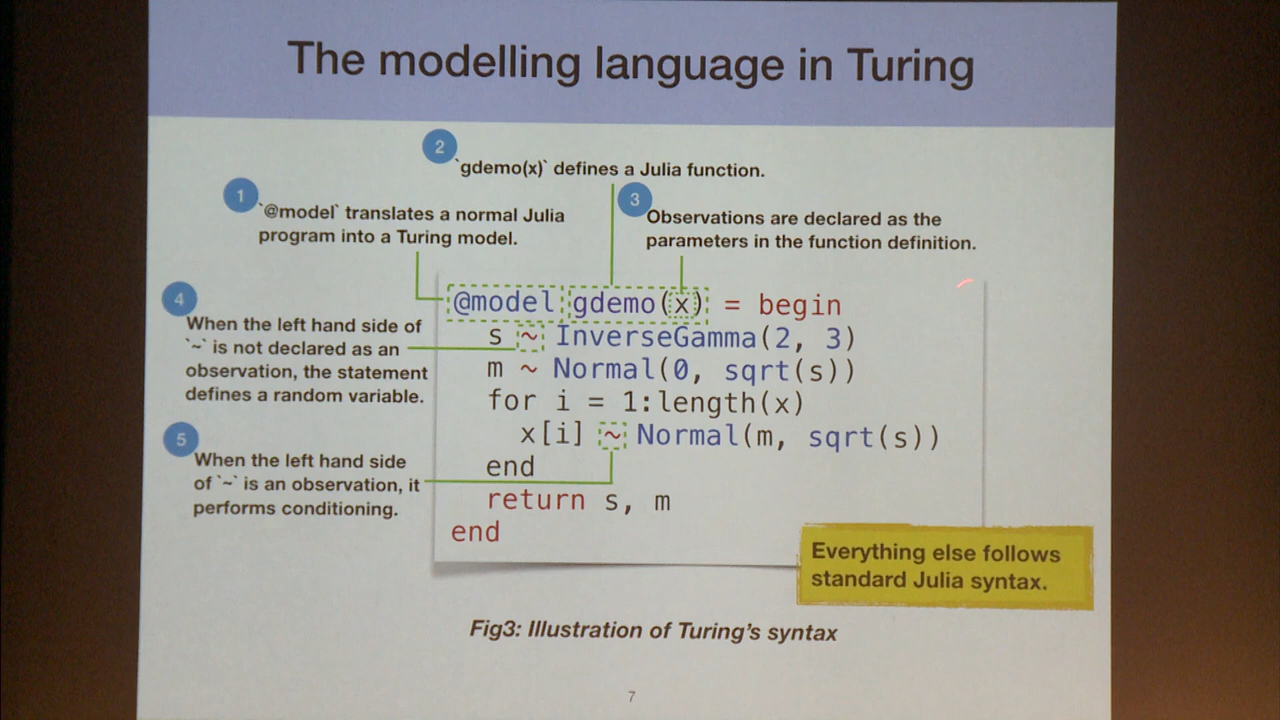 The modelling language in Turing
2
`gdemo(x)` defines a Julia function.
1
`@model` translates a normal Julia
program into a Turing model.
3
Observations are declared as the
parameters in the function definition.
4
When the left hand side of
`~` is not declared as an
observation, the statement
defines a random variable.
5
When the left hand side
of `~` is an observation, it
performs conditioning.
@model gdemo(x) = begin
s ~ InverseGamma(2, 3)
m ~ Normal(0, sqrt(s))
for i = 1:length(x)
x[i] ~ Normal(m, sqrt(s))
end
return s, m
end
Everything else follows
standard Julia syntax.
Fig3: Illustration of Turing's syntax
7